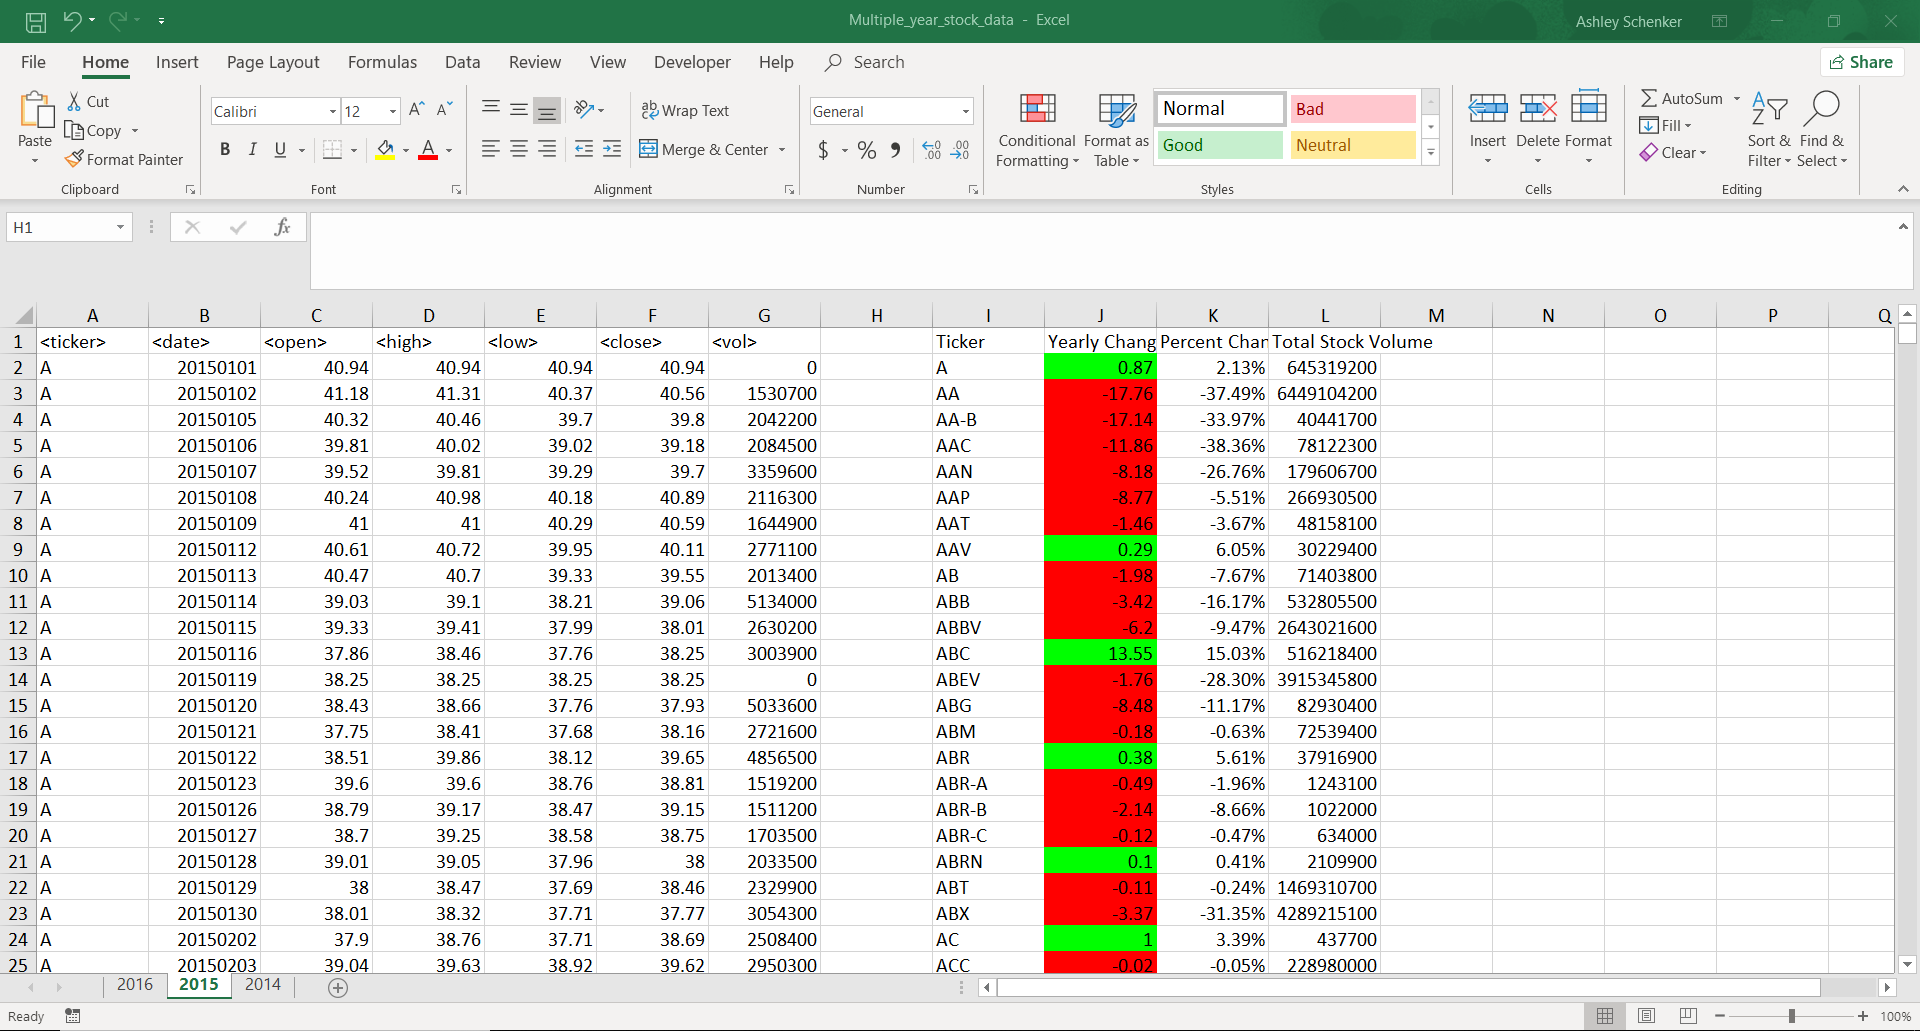 Multiple_year_stock_data - Excel
Ashley Schenker
File Home Insert Page Layout Formulas Data Review View Developer Help Search Share
Paste Cut Copy Format Painter Clipboard
Calibri 12 A A B I U A Font
ab Wrap Text Merge & Center Alignment
General $ % Number
Conditional Formatting Format as Table Normal Bad Good Neutral Styles
Insert Delete Format Cells
AutoSum Fill Clear Sort & Filter Find & Select Editing
H1 fx
A B C D E F G H I J K L M N O P Q
1 <ticker> <date> <open> <high> <low> <close> <vol> Ticker Yearly Chang Percent Chan Total Stock Volume
2 A 20150101 40.94 40.94 40.94 40.94 0 A 0.87 2.13% 645319200
3 A 20150102 41.18 41.31 40.37 40.56 1530700 AA -17.76 -37.49% 6449104200
4 A 20150105 40.32 40.46 39.7 39.8 2042200 AA-B -17.14 -33.97% 40441700
5 A 20150106 39.81 40.02 39.02 39.18 2084500 AAC -11.86 -38.36% 78122300
6 A 20150107 39.52 39.81 39.29 39.7 3359600 AAN -8.18 -26.76% 179606700
7 A 20150108 40.24 40.98 40.18 40.89 2116300 AAP -8.77 -5.51% 266930500
8 A 20150109 41 41 40.29 40.59 1644900 AAT -1.46 -3.67% 48158100
9 A 20150112 40.61 40.72 39.95 40.11 2771100 AAV 0.29 6.05% 30229400
10 A 20150113 40.47 40.7 39.33 39.55 2013400 AB -1.98 -7.67% 71403800
11 A 20150114 39.03 39.1 38.21 39.06 5134000 ABB -3.42 -16.17% 532805500
12 A 20150115 39.33 39.41 37.99 38.01 2630200 ABBV -6.2 -9.47% 2643021600
13 A 20150116 37.86 38.46 37.76 38.25 3003900 ABC 13.55 15.03% 516218400
14 A 20150119 38.25 38.25 38.25 38.25 0 ABEV -1.76 -28.30% 3915345800
15 A 20150120 38.43 38.66 37.76 37.93 5033600 ABG -8.48 -11.17% 82930400
16 A 20150121 37.75 38.41 37.68 38.16 2721600 ABM -0.18 -0.63% 72539400
17 A 20150122 38.51 39.86 38.12 39.65 4856500 ABR 0.38 5.61% 37916900
18 A 20150123 39.6 39.6 38.76 38.81 1519200 ABR-A -0.49 -1.96% 1243100
19 A 20150126 38.79 39.17 38.47 39.15 1511200 ABR-B -2.14 -8.66% 1022000
20 A 20150127 38.7 39.25 38.58 38.75 1703500 ABR-C -0.12 -0.47% 634000
21 A 20150128 39.01 39.05 37.96 38 2033500 ABRN 0.1 0.41% 2109900
22 A 20150129 38 38.47 37.69 38.46 2329900 ABT -0.11 -0.24% 1469310700
23 A 20150130 38.01 38.32 37.71 37.77 3054300 ABX -3.37 -31.35% 4289215100
24 A 20150202 37.9 38.76 37.71 38.69 2508400 AC 1 3.39% 437700
25 A 20150203 39.04 39.63 38.92 39.62 2950300 ACC -0.02 -0.05% 228980000
2016 2015 2014
Ready 100%